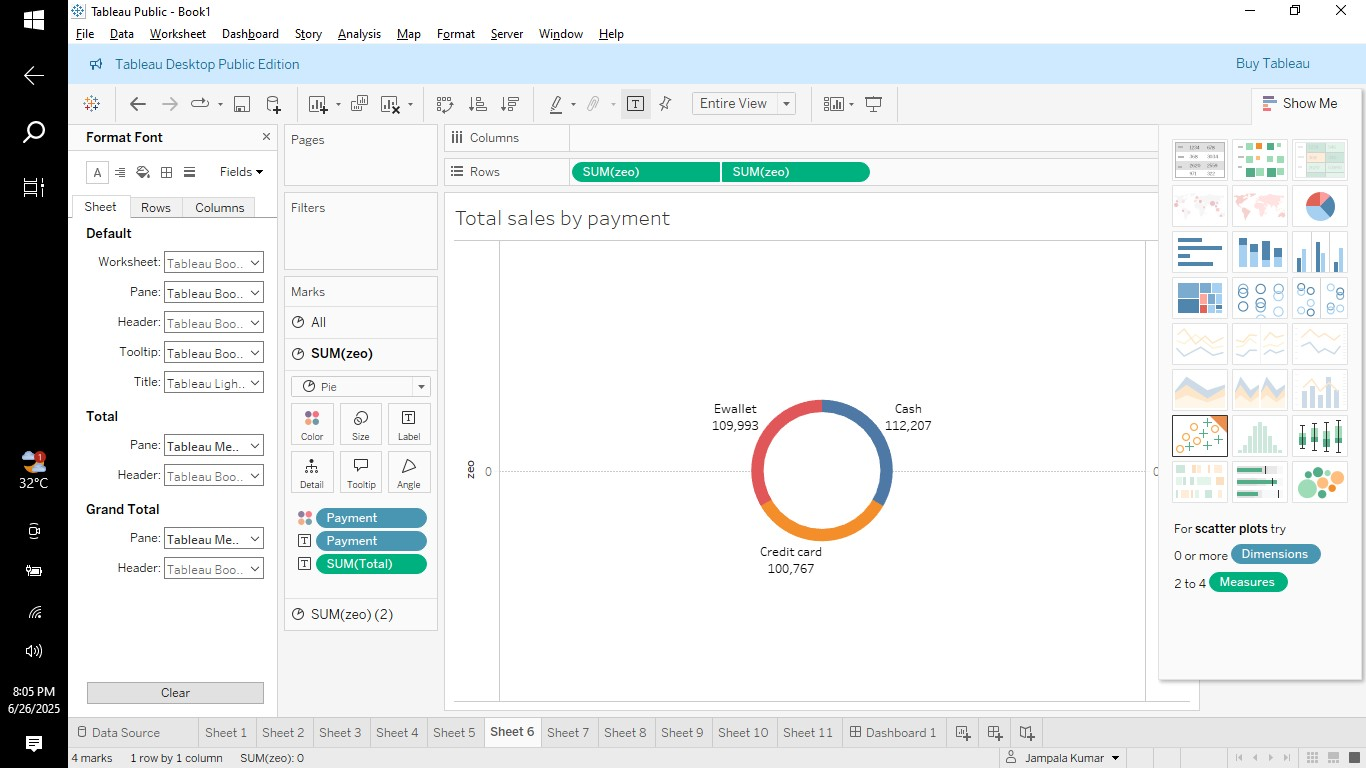 Tableau Public - Book1
File Data Worksheet Dashboard Story Analysis Map Format Server Window Help
Tableau Desktop Public Edition
Buy Tableau
Entire View
Show Me
Format Font
Fields
Sheet Rows Columns
Default
Worksheet: Tableau Boo..
Pane: Tableau Boo..
Header: Tableau Boo..
Tooltip: Tableau Boo..
Title: Tableau Ligh..
Total
Pane: Tableau Me..
Header: Tableau Boo..
Grand Total
Pane: Tableau Me..
Header: Tableau Boo..
Clear
Pages
Filters
Marks
All
SUM(zeo)
Pie
Color Size Label
Detail Tooltip Angle
Payment
Payment
SUM(Total)
SUM(zeo) (2)
Columns
Rows SUM(zeo) SUM(zeo)
Total sales by payment
zeo
0
Ewallet
109,993
Cash
112,207
Credit card
100,767
For scatter plots try
0 or more Dimensions
2 to 4 Measures
32°C
8:05 PM
6/26/2025
Data Source Sheet 1 Sheet 2 Sheet 3 Sheet 4 Sheet 5 Sheet 6 Sheet 7 Sheet 8 Sheet 9 Sheet 10 Sheet 11 Dashboard 1
4 marks 1 row by 1 column SUM(zeo): 0
Jampala Kumar